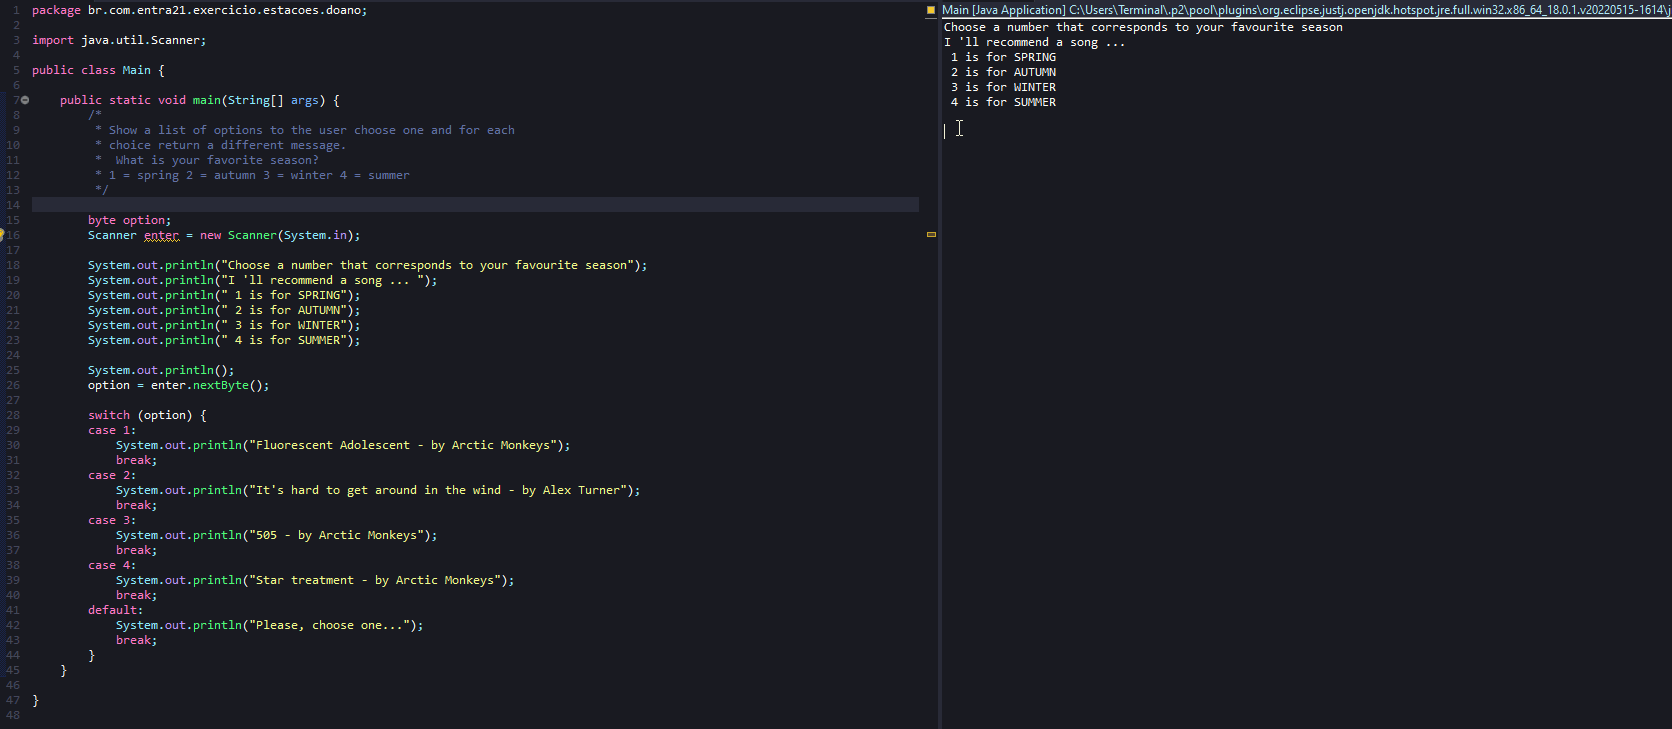 1 package br.com.entra21.exercicio.estacoes.doano;
2
3 import java.util.Scanner;
4
5 public class Main {
6
7     public static void main(String[] args) {
8         /*
9          * Show a list of options to the user choose one and for each
10          * choice return a different message.
11          *  What is your favorite season?
12          * 1 = spring 2 = autumn 3 = winter 4 = summer
13          */
14
15         byte option;
16         Scanner enter = new Scanner(System.in);
17
18         System.out.println("Choose a number that corresponds to your favourite season");
19         System.out.println("I 'll recommend a song ... ");
20         System.out.println(" 1 is for SPRING");
21         System.out.println(" 2 is for AUTUMN");
22         System.out.println(" 3 is for WINTER");
23         System.out.println(" 4 is for SUMMER");
24
25         System.out.println();
26         option = enter.nextByte();
27
28         switch (option) {
29         case 1:
30             System.out.println("Fluorescent Adolescent - by Arctic Monkeys");
31             break;
32         case 2:
33             System.out.println("It's hard to get around in the wind - by Alex Turner");
34             break;
35         case 3:
36             System.out.println("505 - by Arctic Monkeys");
37             break;
38         case 4:
39             System.out.println("Star treatment - by Arctic Monkeys");
40             break;
41         default:
42             System.out.println("Please, choose one...");
43             break;
44         }
45     }
46
47 }
48
Main [Java Application] C:\Users\Terminal\.p2\pool\plugins\org.eclipse.justj.openjdk.hotspot.jre.full.win32.x86_64_18.0.1.v20220515-1614\j
Choose a number that corresponds to your favourite season
I 'll recommend a song ...
 1 is for SPRING
 2 is for AUTUMN
 3 is for WINTER
 4 is for SUMMER